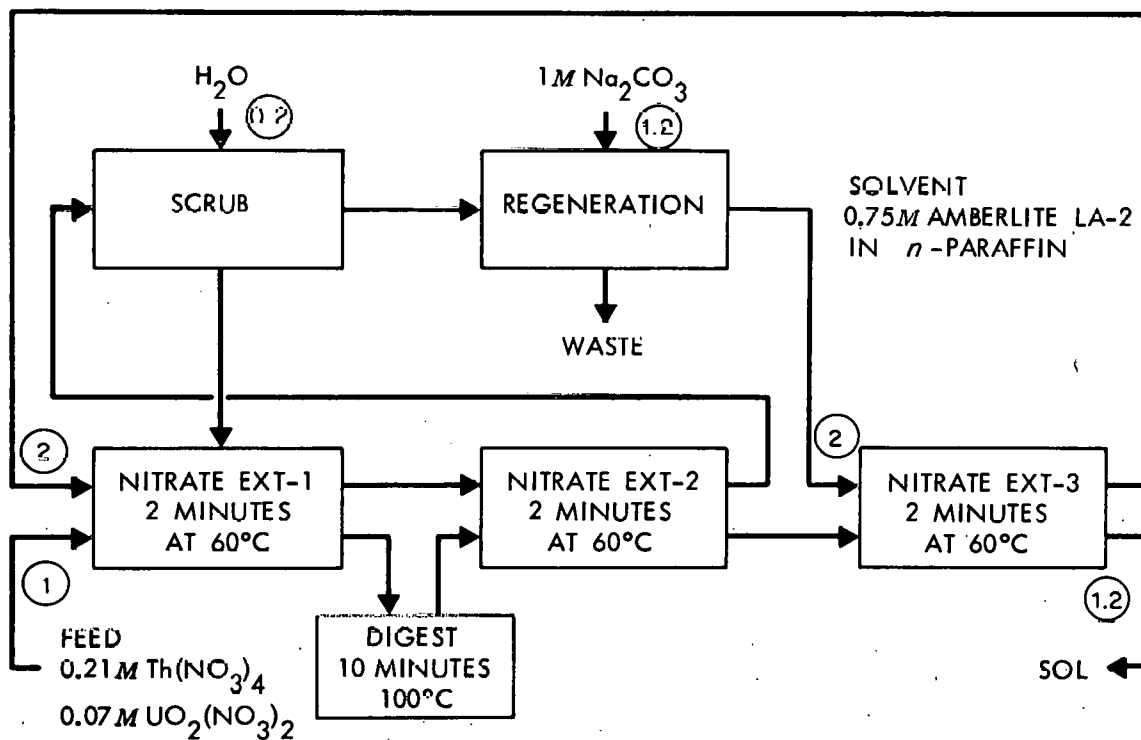 H₂O
0.2
1M Na₂CO₃
1.2
SCRUB
REGENERATION
SOLVENT
0.75M AMBERLITE LA-2
IN n-PARAFFIN
WASTE
2
NITRATE EXT-1
2 MINUTES
AT 60°C
NITRATE EXT-2
2 MINUTES
AT 60°C
2
NITRATE EXT-3
2 MINUTES
AT 60°C
1
1.2
FEED
0.21M Th(NO₃)₄
0.07M UO₂(NO₃)₂
DIGEST
10 MINUTES
100°C
SOL